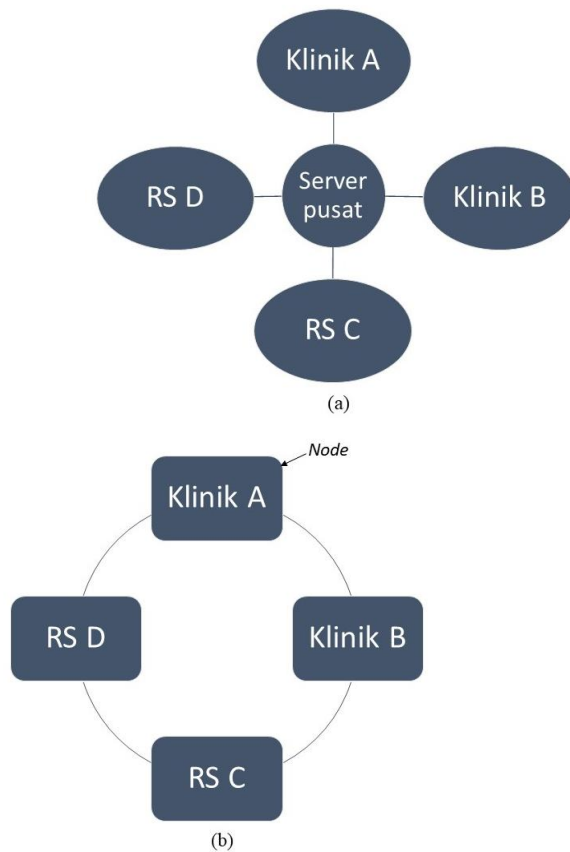 Klinik A
RS D
Server
pusat
Klinik B
RS C
(a)
Node
Klinik A
RS D
Klinik B
RS C
(b)